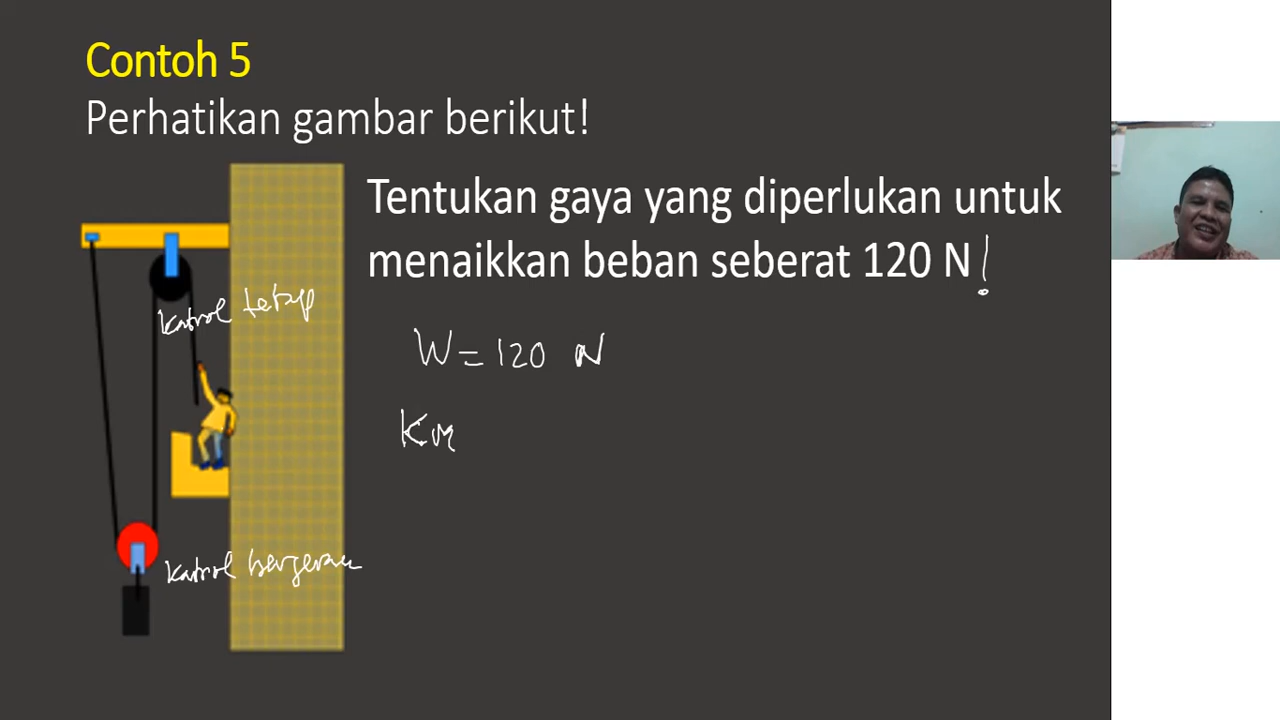 Contoh 5
Perhatikan gambar berikut!
Tentukan gaya yang diperlukan untuk
menaikkan beban seberat 120 N!
katrol tetap
W = 120 N
KM
katrol bergerak